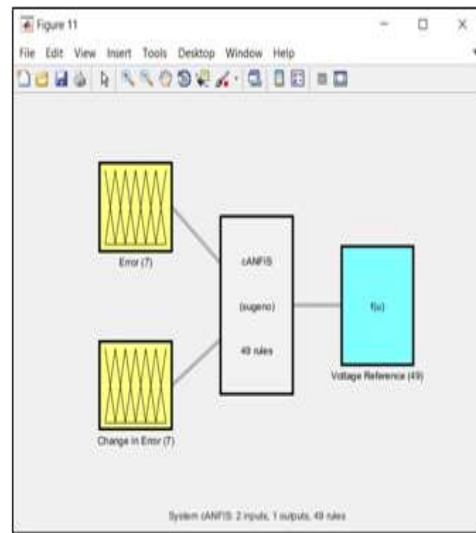 Figure 11
File Edit View Insert Tools Desktop Window Help
Error (7)
cANFIS
(sugeno)
49 rules
f(u)
Voltage Reference (49)
Change in Error (7)
System cANFIS: 2 inputs, 1 outputs, 49 rules